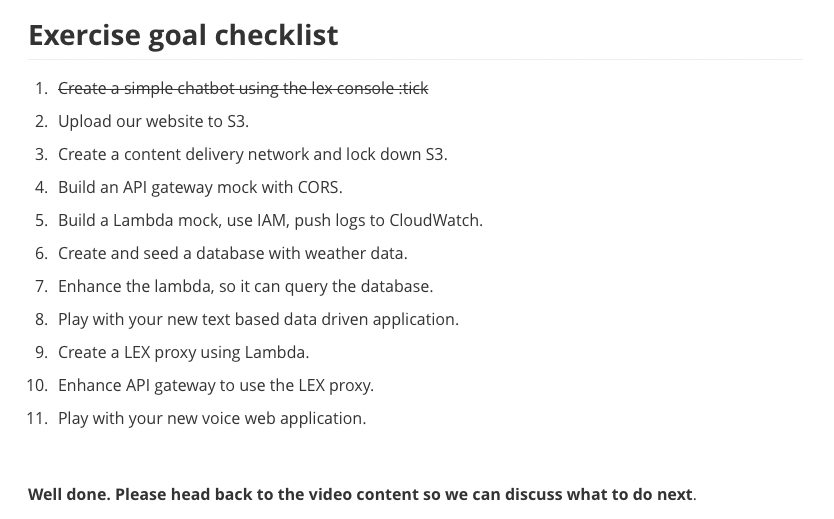 Exercise goal checklist
1. Create a simple chatbot using the lex console :tick
2. Upload our website to S3.
3. Create a content delivery network and lock down S3.
4. Build an API gateway mock with CORS.
5. Build a Lambda mock, use IAM, push logs to CloudWatch.
6. Create and seed a database with weather data.
7. Enhance the lambda, so it can query the database.
8. Play with your new text based data driven application.
9. Create a LEX proxy using Lambda.
10. Enhance API gateway to use the LEX proxy.
11. Play with your new voice web application.
Well done. Please head back to the video content so we can discuss what to do next.